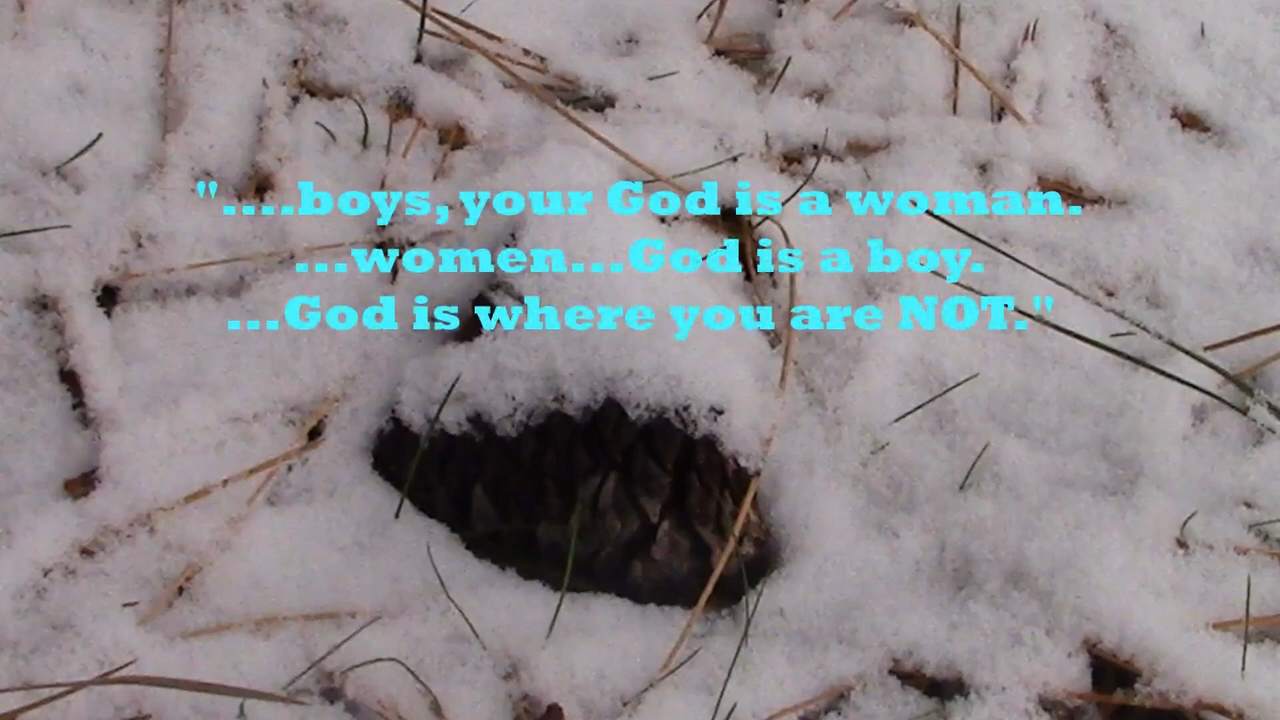 "....boys, your God is a woman.
...women...God is a boy.
...God is where you are NOT."